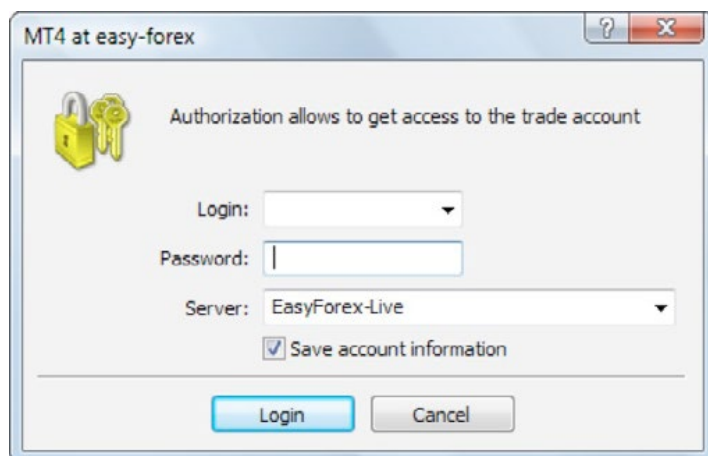 MT4 at easy-forex
Authorization allows to get access to the trade account
Login:
Password:
Server: EasyForex-Live
Save account information
Login Cancel